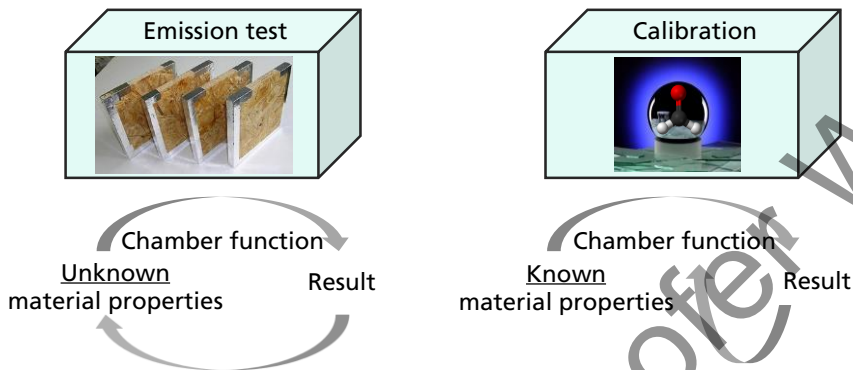 Emission test
Chamber function
Unknown
material properties
Result
Calibration
Chamber function
Known
material properties
Result